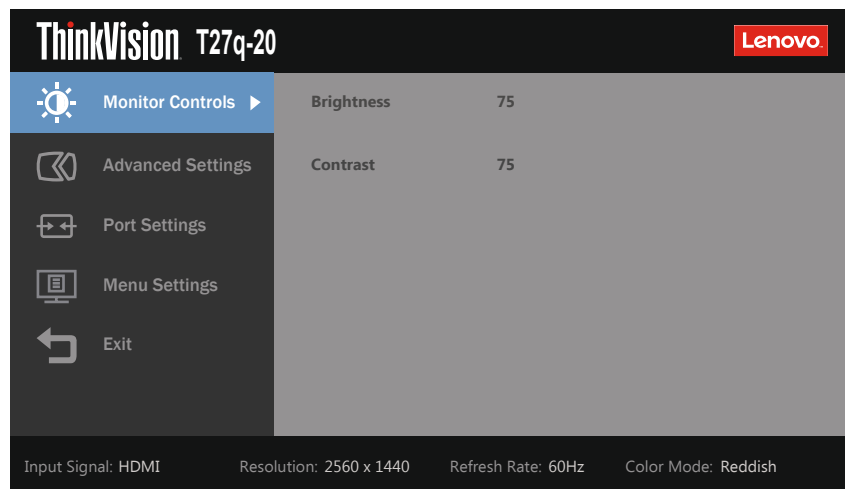 ThinkVision T27q-20
Lenovo.
Monitor Controls
Brightness 75
Advanced Settings
Contrast 75
Port Settings
Menu Settings
Exit
Input Signal: HDMI Resolution: 2560 x 1440 Refresh Rate: 60Hz Color Mode: Reddish